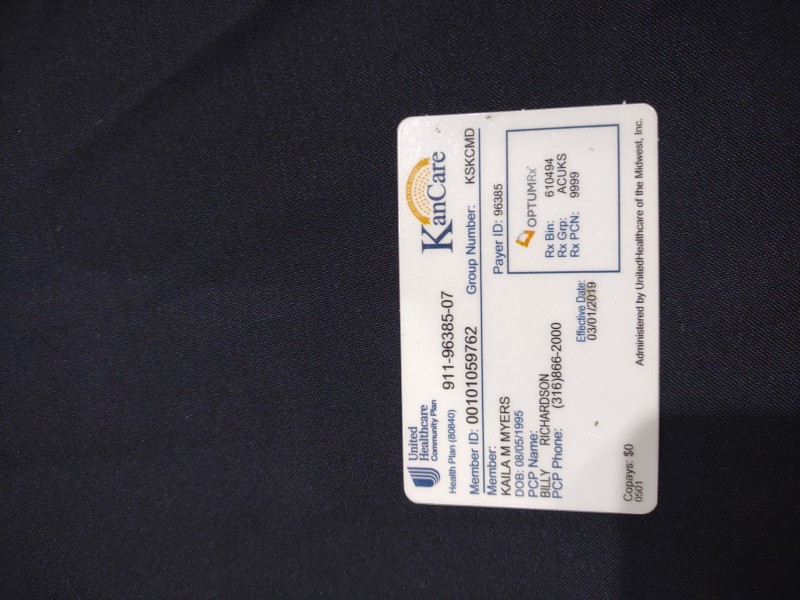 United
Healthcare
Community Plan
KanCare
Health Plan (80840) 911-96385-07
Member ID: 00101059762 Group Number: KSKCMD
Member:
KAILA M MYERS
Payer ID: 96385
DOB: 08/05/1995
PCP Name:
BILLY RICHARDSON
PCP Phone: (316)866-2000
OPTUMRx
Rx Bin: 610494
Rx Grp: ACUKS
Rx PCN: 9999
Effective Date:
03/01/2019
Copays: $0
0501
Administered by UnitedHealthcare of the Midwest, Inc.